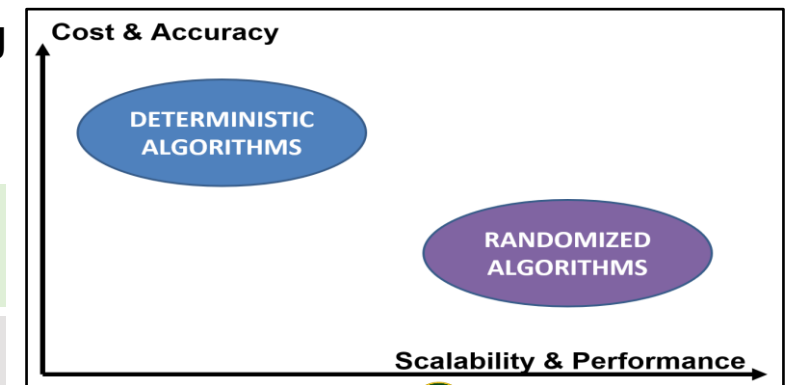 Cost & Accuracy
DETERMINISTIC
ALGORITHMS
RANDOMIZED
ALGORITHMS
Scalability & Performance